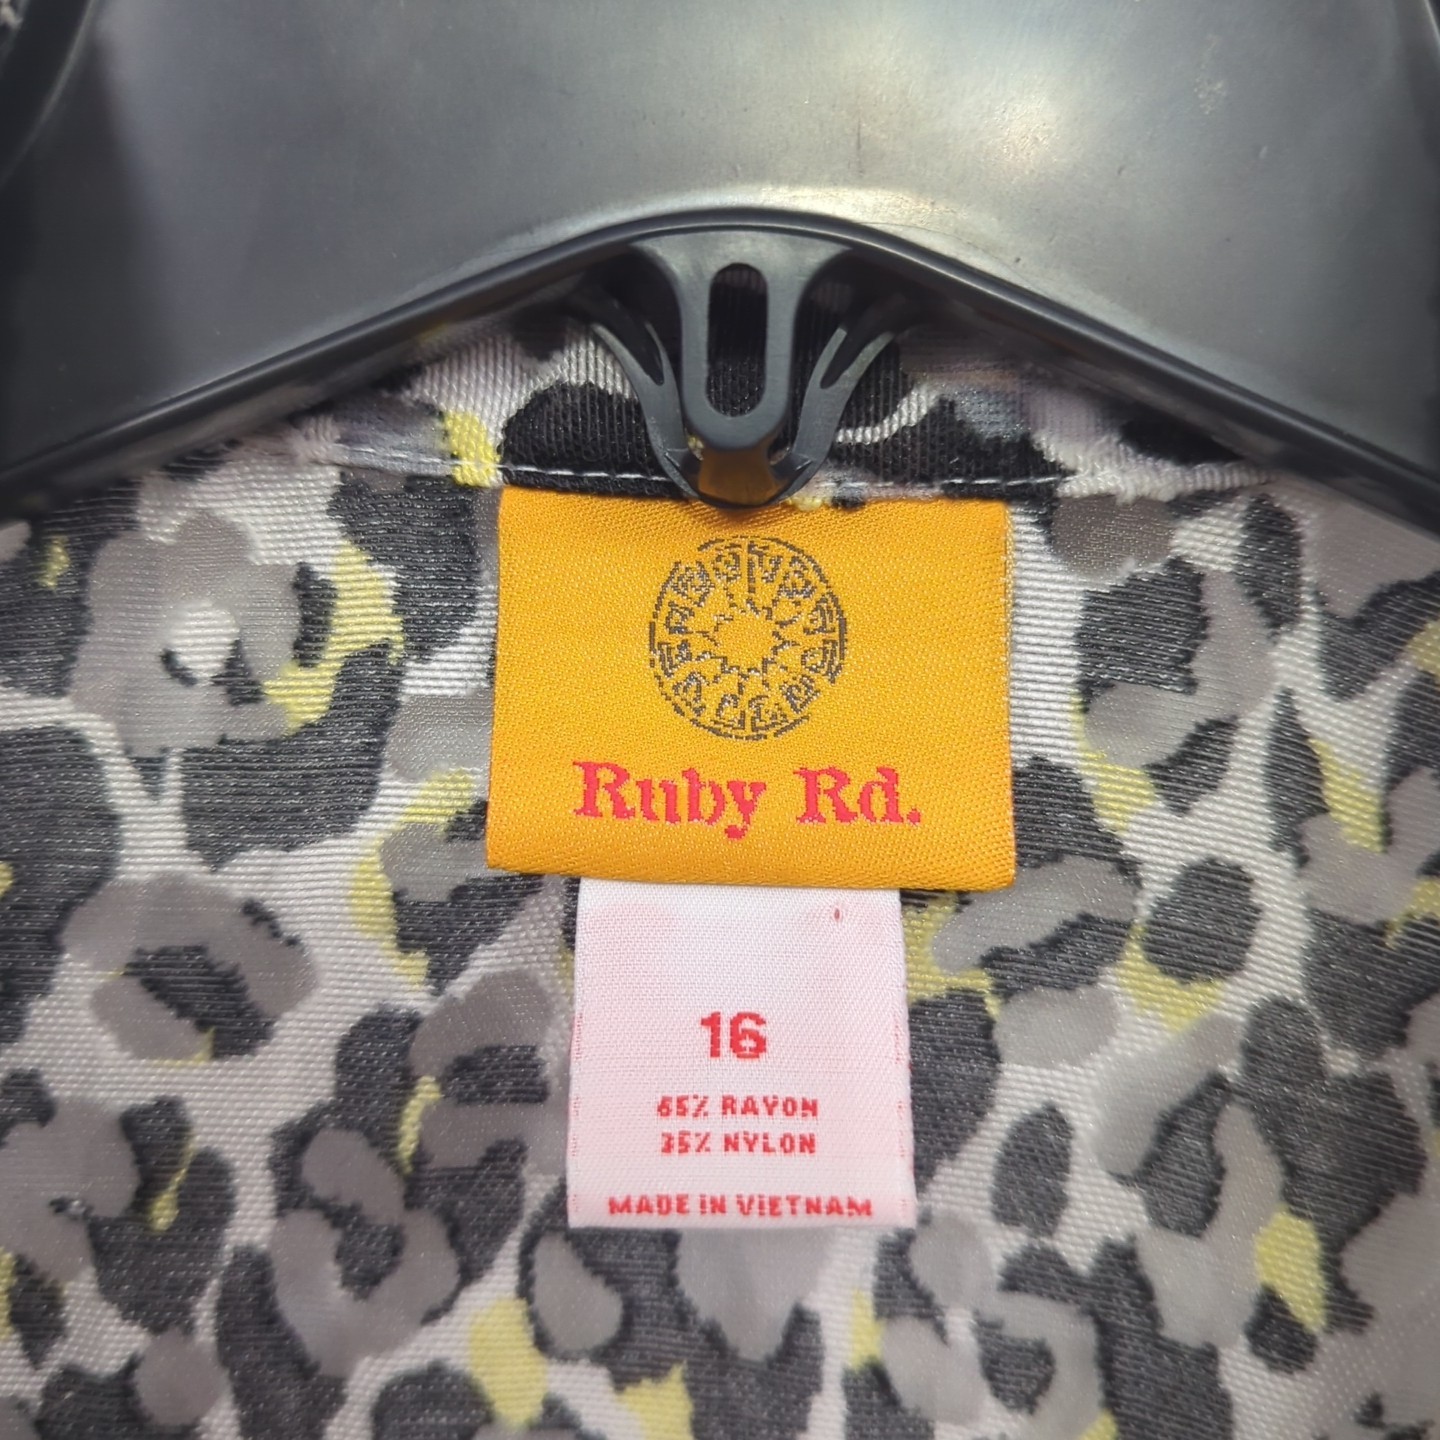 Ruby Rd.
16
65% RAYON
35% NYLON
MADE IN VIETNAM